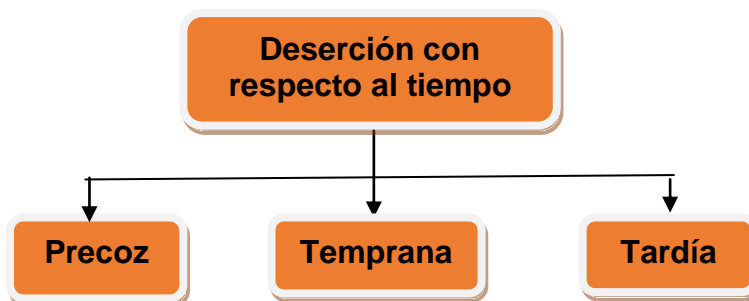 Deserción con
respecto al tiempo
Precoz
Temprana
Tardía